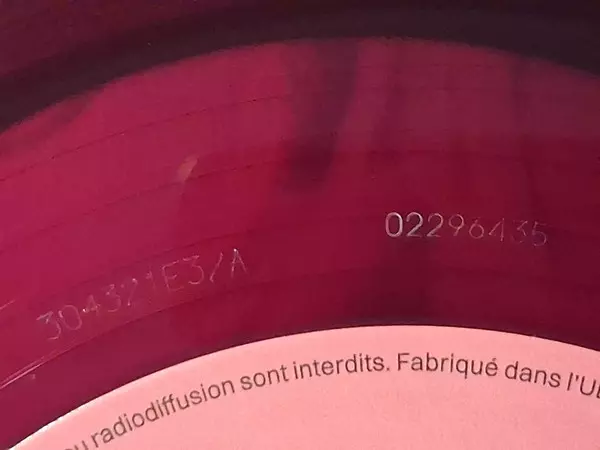 304321E3/A
02296435
radiodiffusion sont interdits. Fabriqué dans l'U